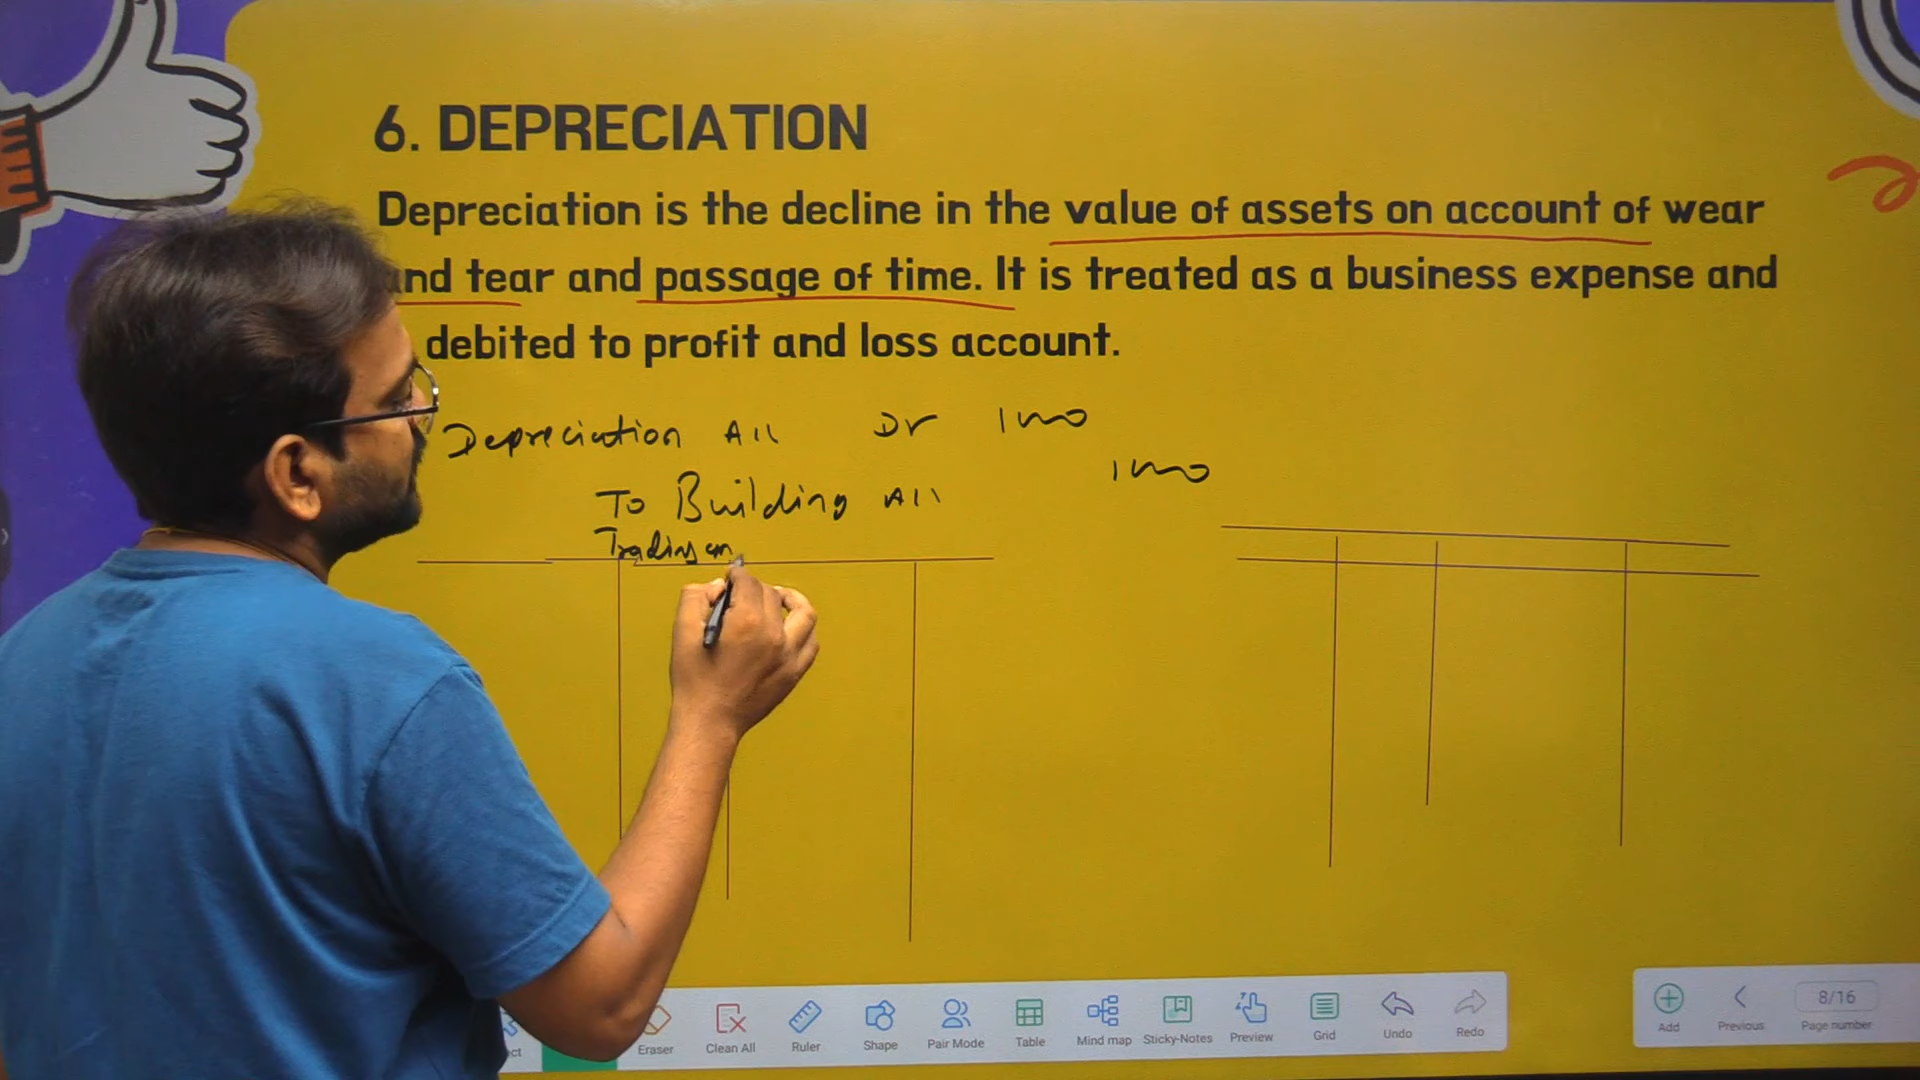 6. DEPRECIATION
Depreciation is the decline in the value of assets on account of wear
and tear and passage of time. It is treated as a business expense and
debited to profit and loss account.
Depreciation A/c Dr
To Building A/c
Trading an
Eraser
Clean All
Ruler
Shape
Pair Mode
Table
Mind map
Sticky-Notes
Preview
Grid
Undo
Redo
Add
Previous
8/16
Page number